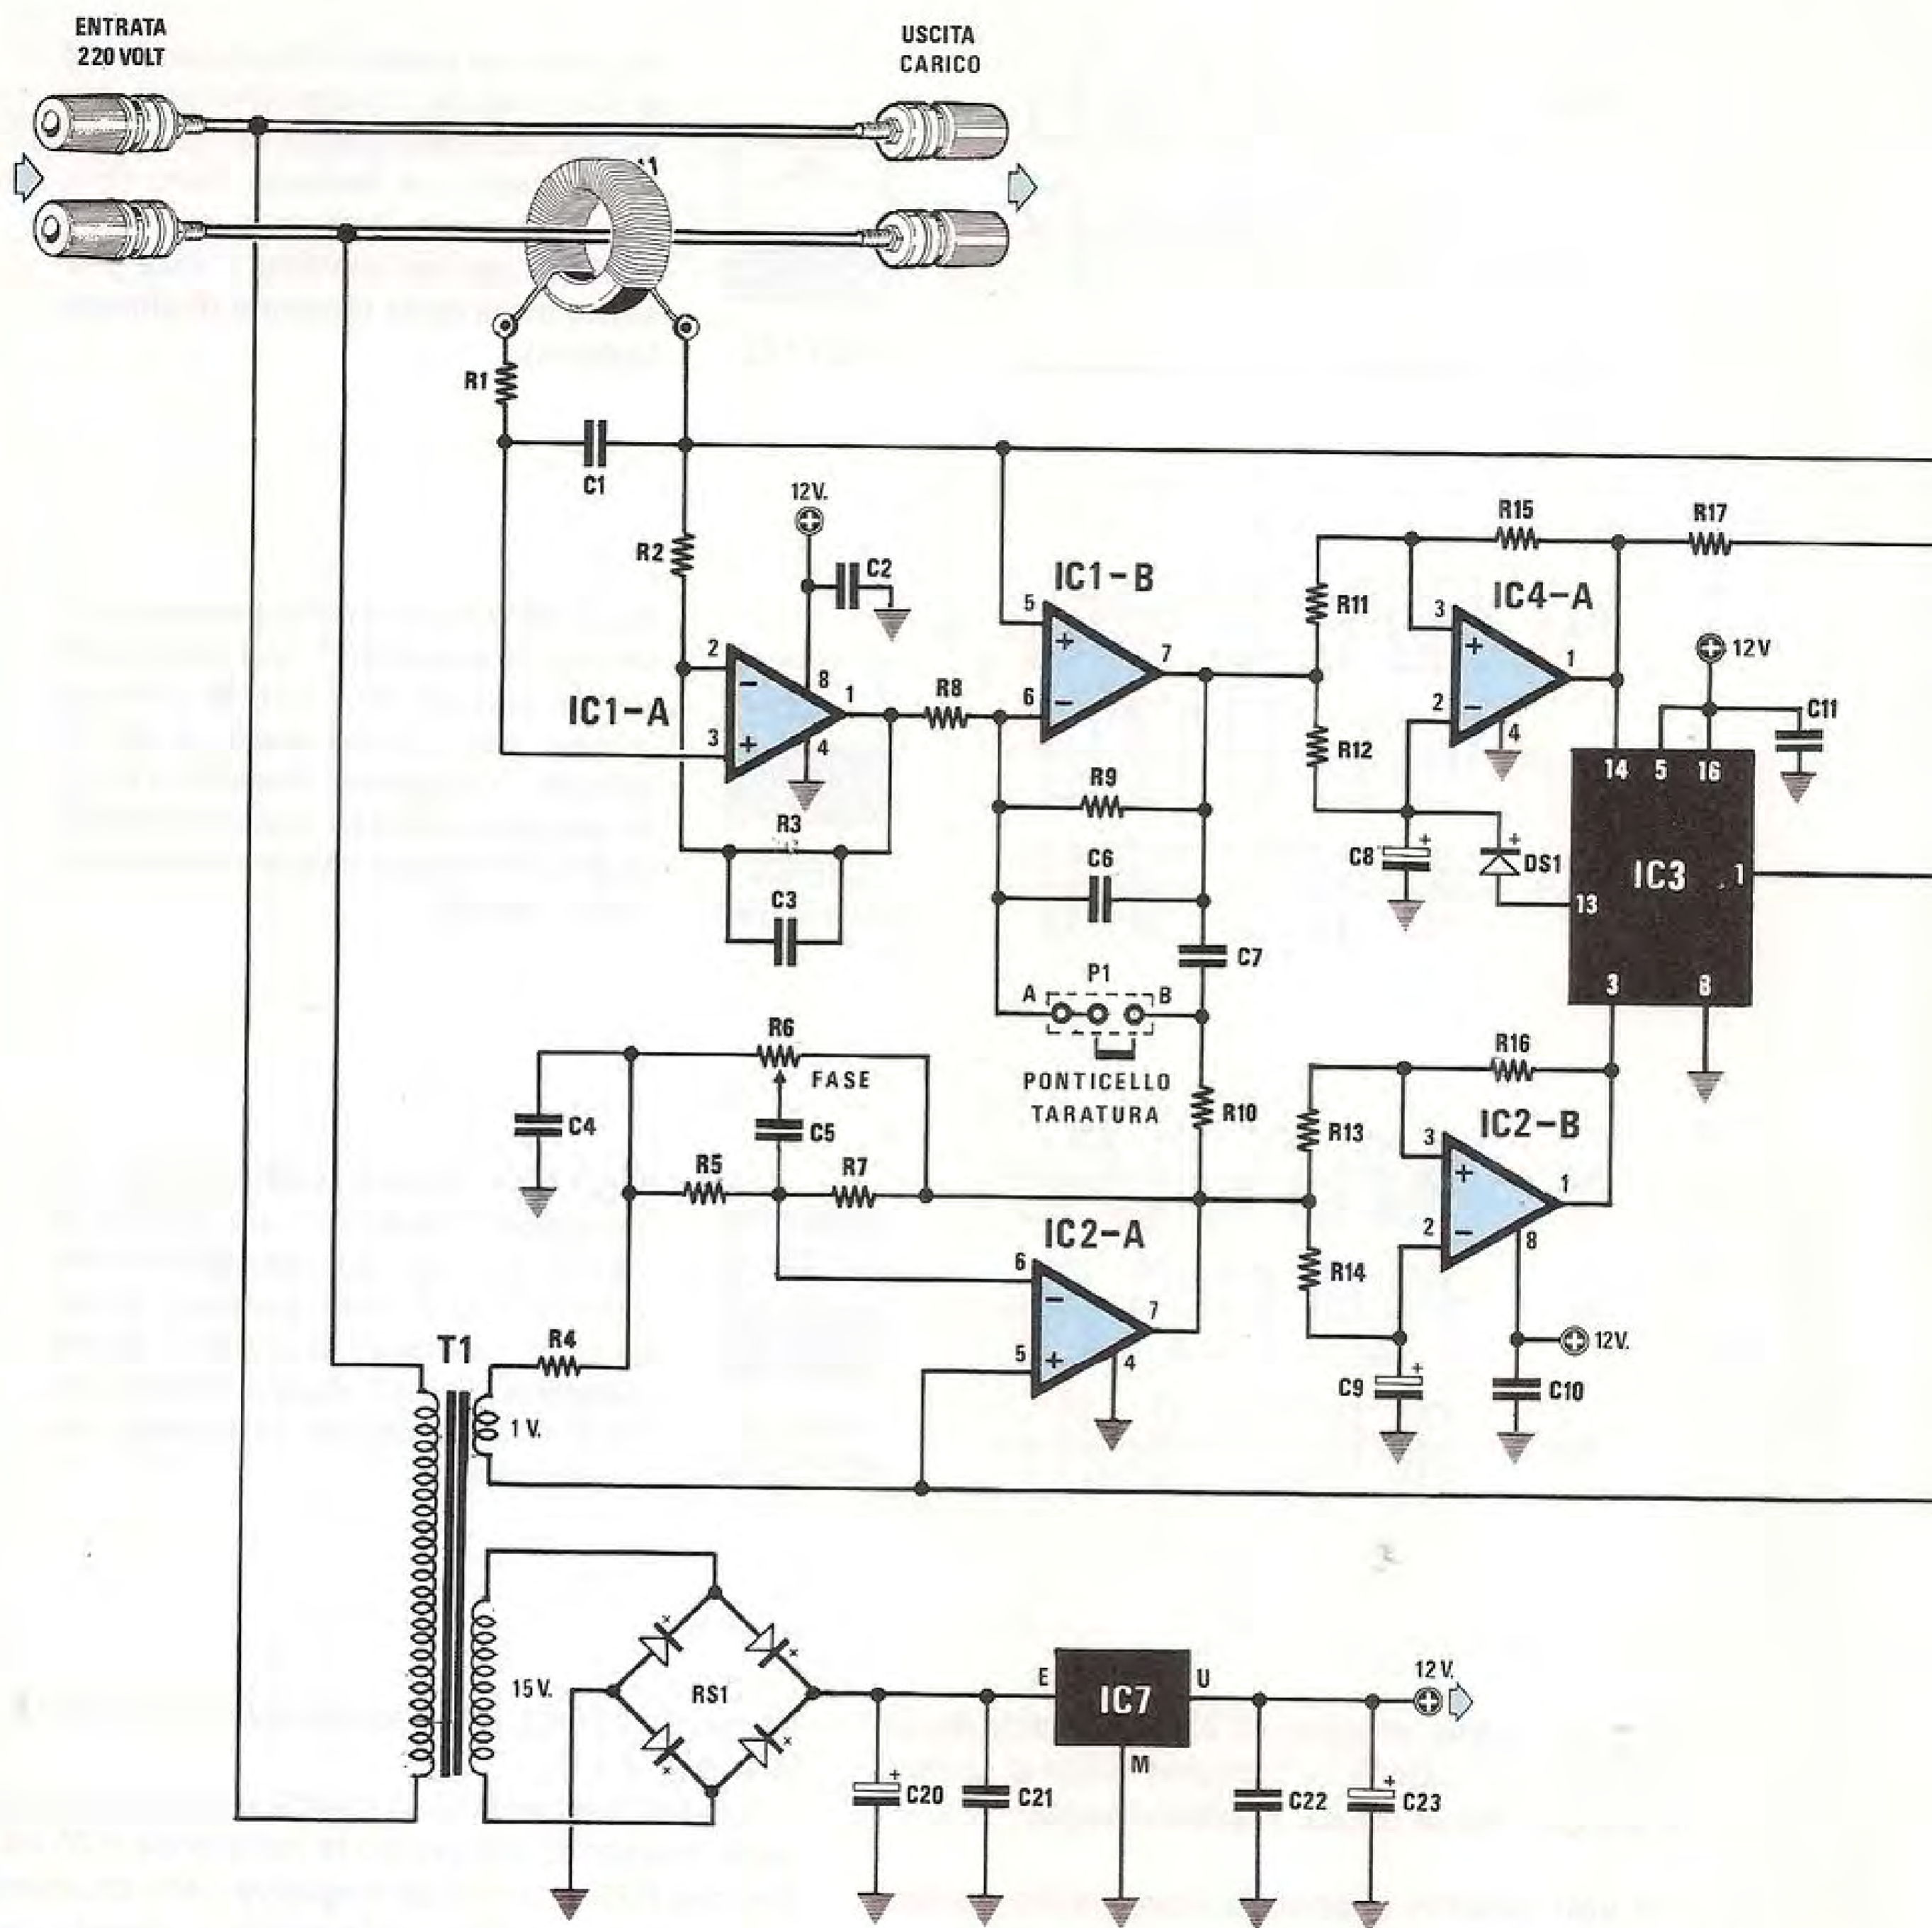 ENTRATA
220 VOLT
USCITA
CARICO
R1
C1
R2
12V.
C2
IC1-A
2
3
8
1
4
R3
C3
R8
IC1-B
5
6
7
R9
C6
C7
P1
A
B
PONTICELLO
TARATURA
R10
R11
R12
R15
R17
IC4-A
3
2
1
4
12V
C11
C8
+
DS1
+
14
5
16
IC3
1
13
3
8
R6
FASE
C4
C5
R5
R7
IC2-A
6
5
7
4
R13
R14
R16
IC2-B
3
2
1
8
12V.
C9
+
C10
T1
R4
1 V.
15 V.
RS1
E
IC7
U
M
12 V.
C20
+
C21
C22
C23
+